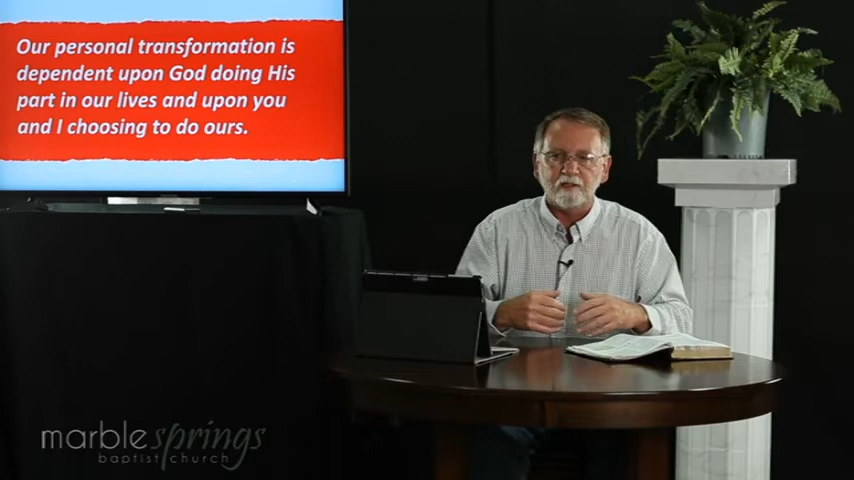 Our personal transformation is
dependent upon God doing His
part in our lives and upon you
and I choosing to do ours.
marblesprings
baptist church